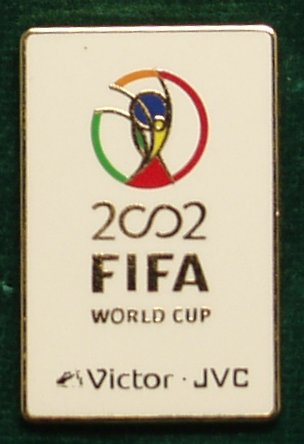 2002
FIFA
WORLD CUP
Victor · JVC